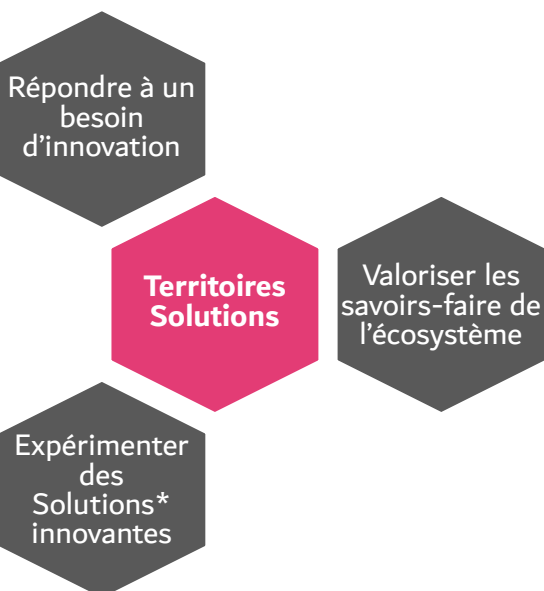 Répondre à un
besoin
d'innovation
Territoires
Solutions
Valoriser les
savoirs-faire de
l'écosystème
Expérimenter
des
Solutions*
innovantes